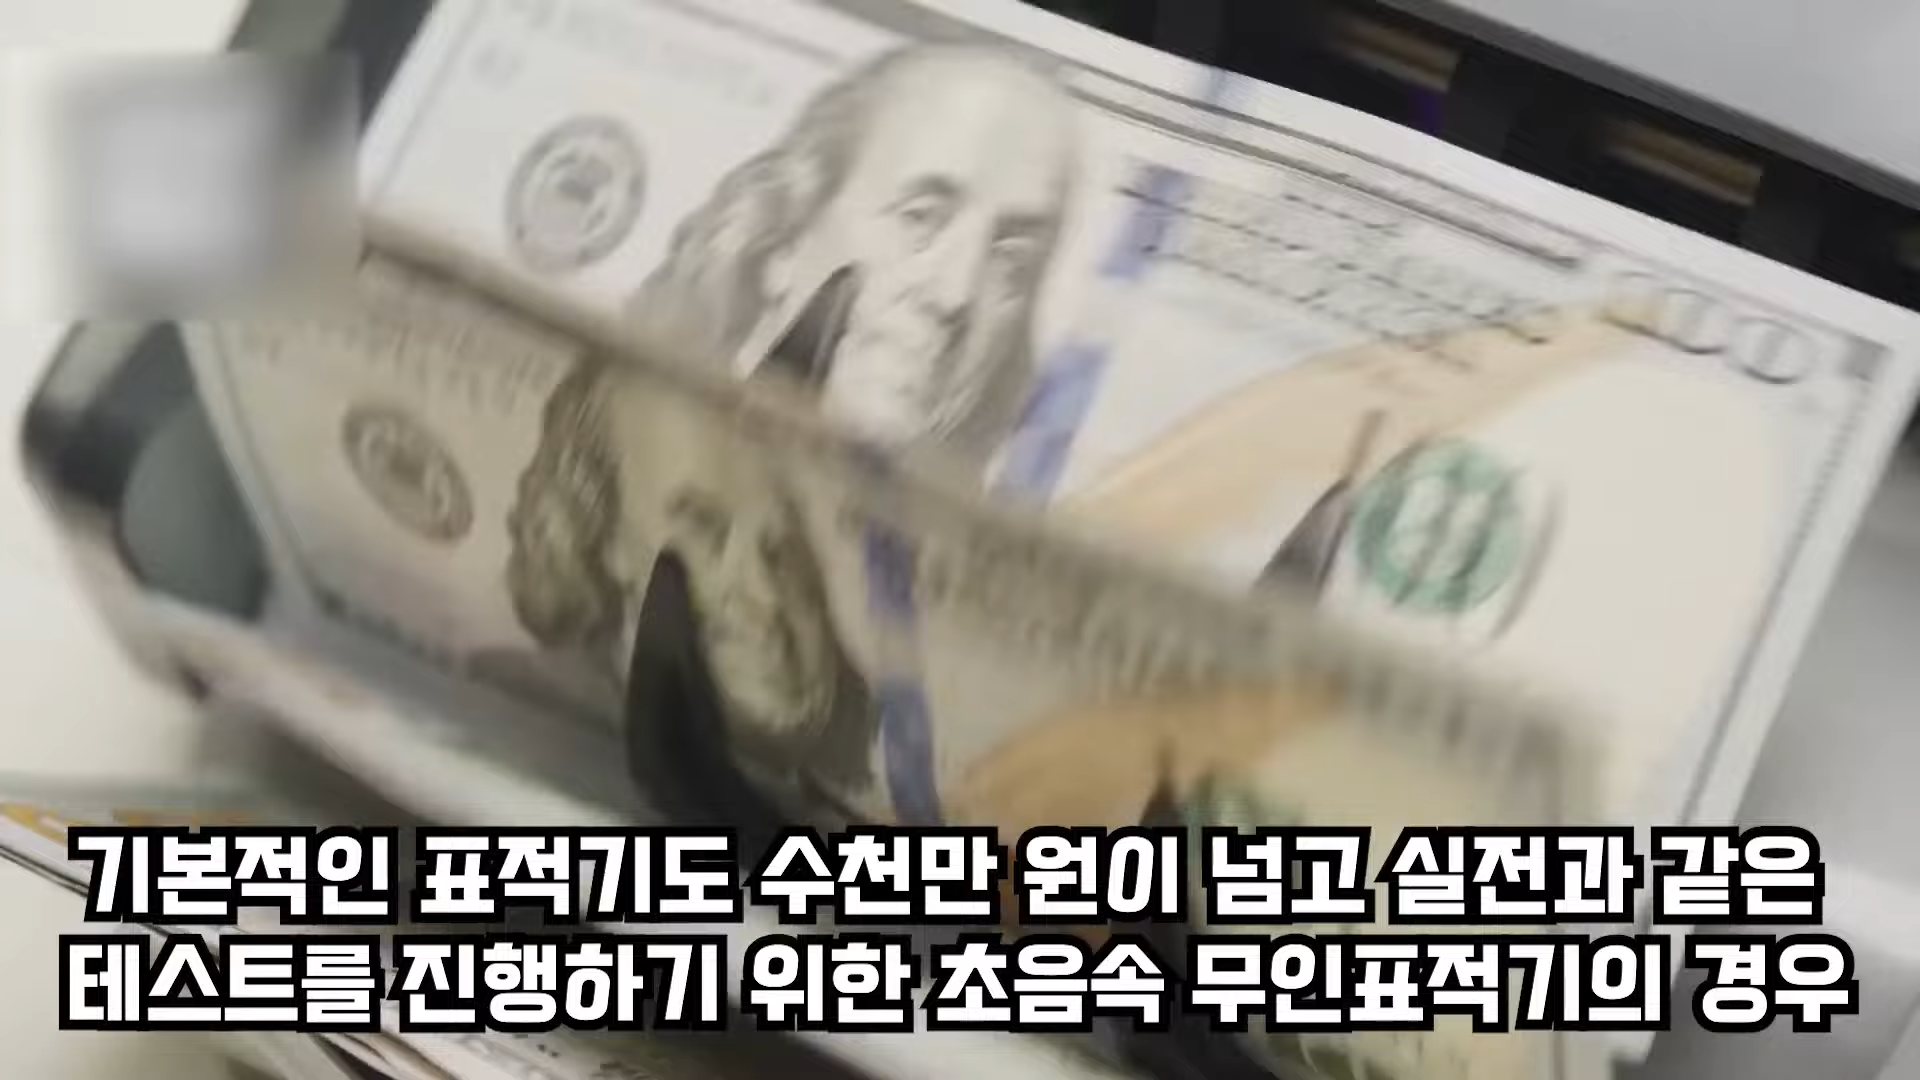 기본적인 표적기도 수천만 원이 넘고 실전과 같은
테스트를 진행하기 위한 초음속 무인표적기의 경우